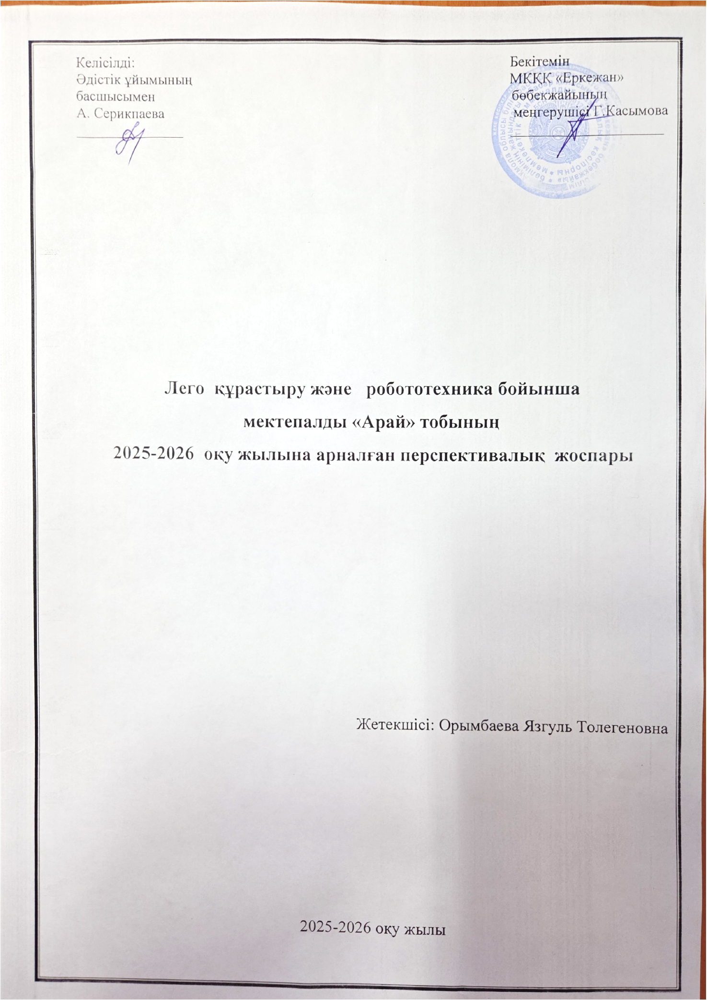 Келісілді:
Әдістік ұйымының
басшысымен
А. Серикпаева
Бекітемін
МКҚК «Еркежан»
бөбекжайының
меңгерушісі Г.Касымова
Лего құрастыру және робототехника бойынша
мектепалды «Арай» тобының
2025-2026 оқу жылына арналған перспективалық жоспары
Жетекшісі: Орымбаева Язгуль Толегеновна
2025-2026 оқу жылы